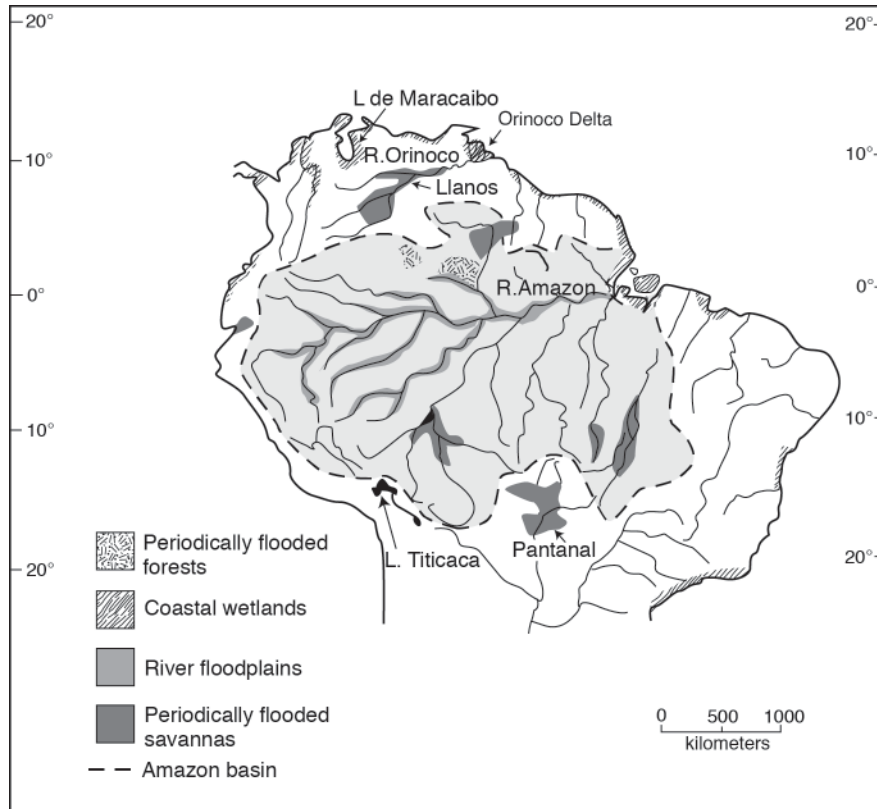 20°
20°
L de Maracaibo
Orinoco Delta
10°
R.Orinoco
10°
Llanos
0°
R.Amazon
0°
10°
10°
Periodically flooded
forests
L. Titicaca
Pantanal
20°
20°
Coastal wetlands
River floodplains
Periodically flooded
savannas
0 500 1000
kilometers
Amazon basin